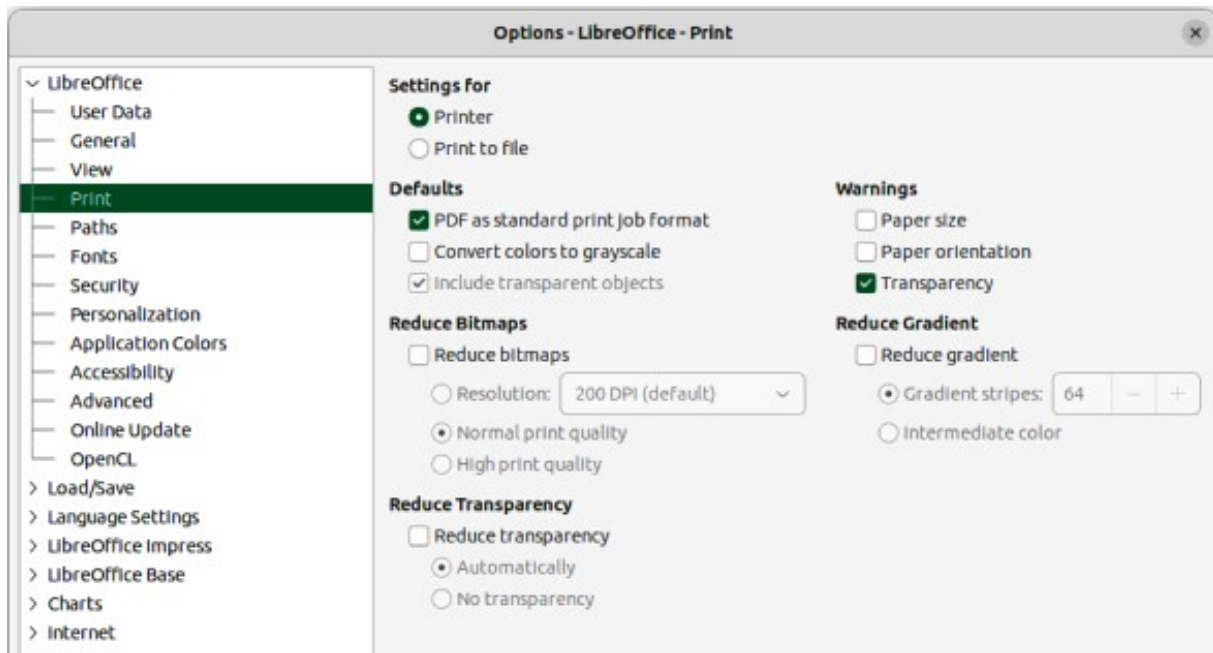 Options - LibreOffice - Print
LibreOffice
User Data
General
View
Print
Paths
Fonts
Security
Personalization
Application Colors
Accessibility
Advanced
Online Update
OpenCL
Load/Save
Language Settings
LibreOffice Impress
LibreOffice Base
Charts
Internet
Settings for
Printer
Print to file
Defaults
PDF as standard print job format
Convert colors to grayscale
Include transparent objects
Warnings
Paper size
Paper orientation
Transparency
Reduce Bitmaps
Reduce bitmaps
Resolution: 200 DPI (default)
Normal print quality
High print quality
Reduce Gradient
Reduce gradient
Gradient stripes: 64
Intermediate color
Reduce Transparency
Reduce transparency
Automatically
No transparency